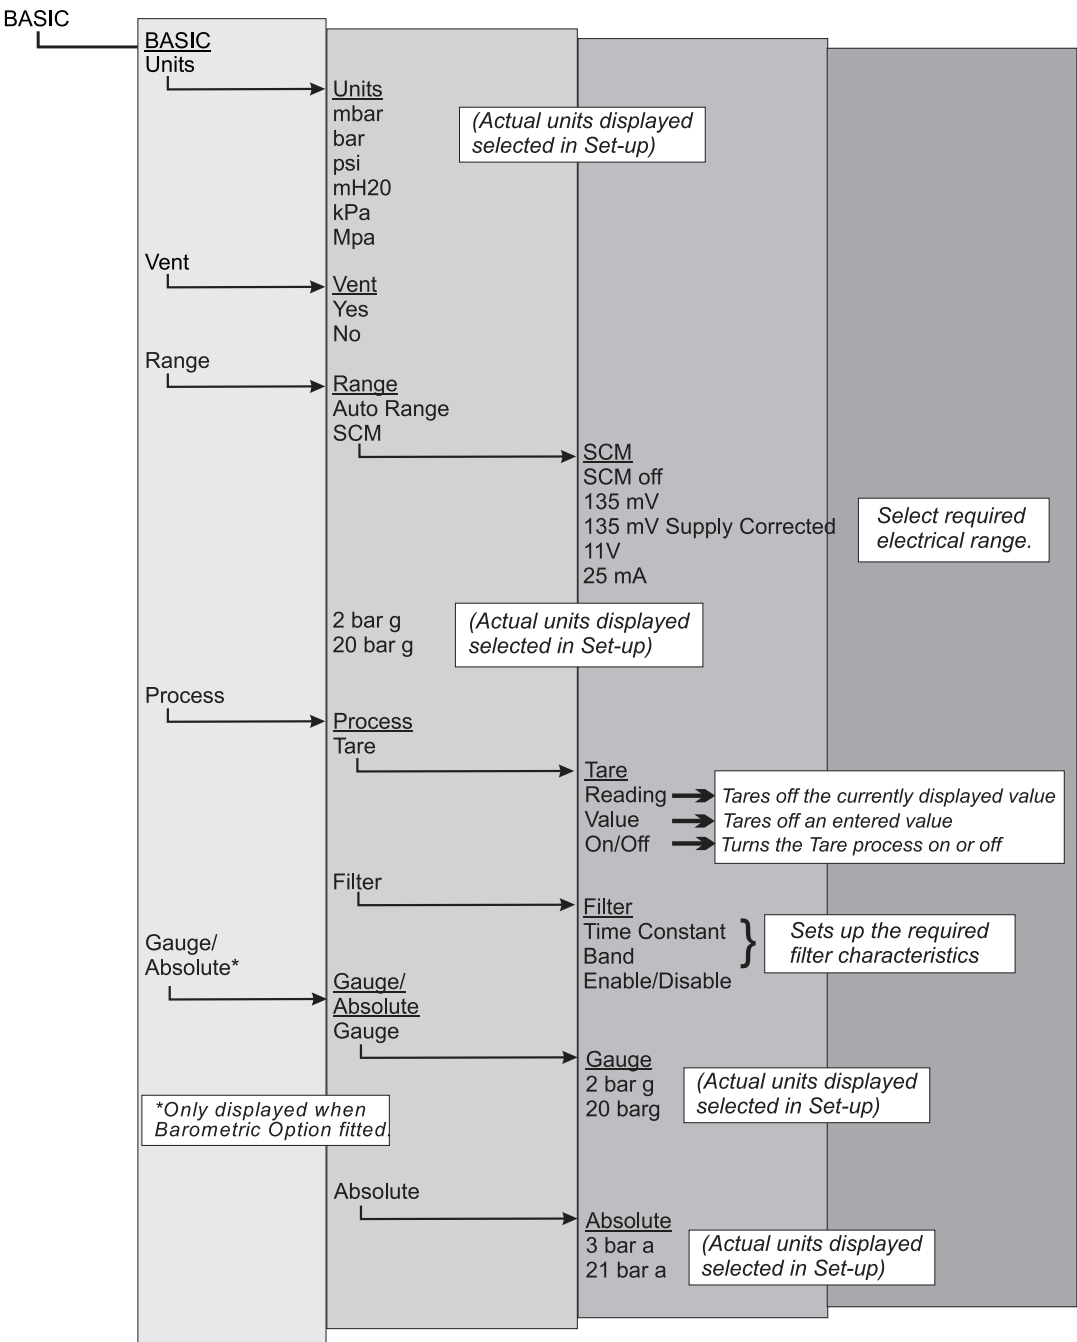 BASIC
BASIC
Units
Units
mbar
bar
psi
mH20
kPa
Mpa
(Actual units displayed
selected in Set-up)
Vent
Vent
Yes
No
Range
Range
Auto Range
SCM
SCM
SCM off
135 mV
135 mV Supply Corrected
11V
25 mA
Select required
electrical range.
2 bar g
20 bar g
(Actual units displayed
selected in Set-up)
Process
Process
Tare
Tare
Reading
Tares off the currently displayed value
Value
Tares off an entered value
On/Off
Turns the Tare process on or off
Filter
Filter
Time Constant
Band
Enable/Disable
}
Sets up the required
filter characteristics
Gauge/
Absolute*
Gauge/
Absolute
Gauge
Gauge
2 bar g
20 barg
(Actual units displayed
selected in Set-up)
*Only displayed when
Barometric Option fitted.
Absolute
Absolute
3 bar a
21 bar a
(Actual units displayed
selected in Set-up)